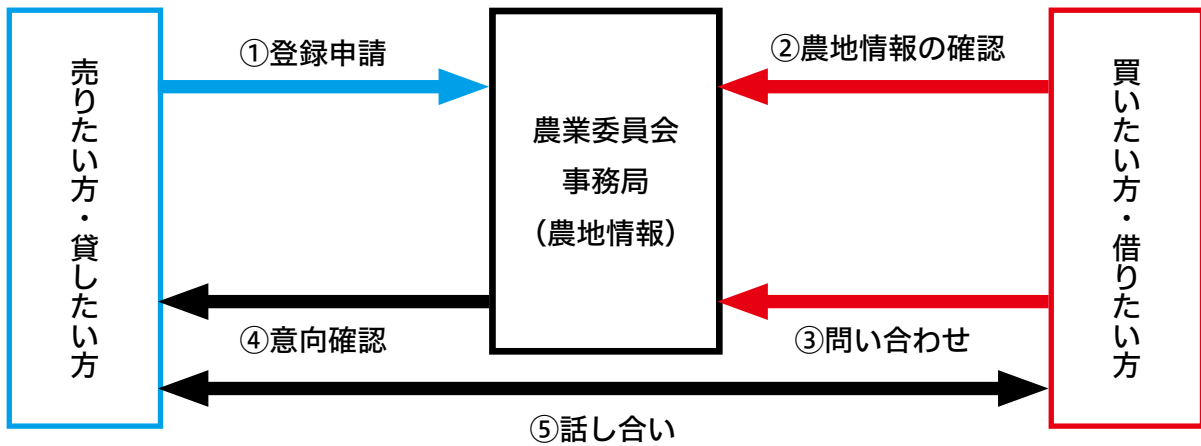 売りたい方・貸したい方
①登録申請
農業委員会
事務局
（農地情報）
②農地情報の確認
買いたい方・借りたい方
④意向確認
③問い合わせ
⑤話し合い